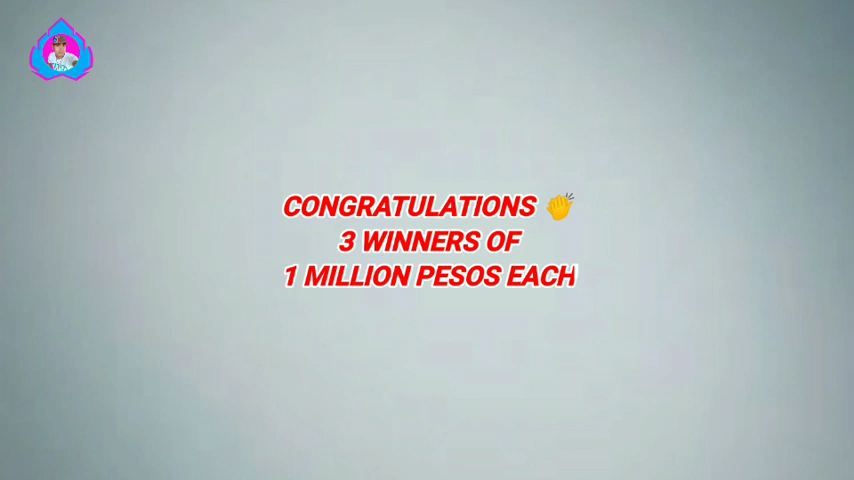 CONGRATULATIONS 👏
3 WINNERS OF
1 MILLION PESOS EACH